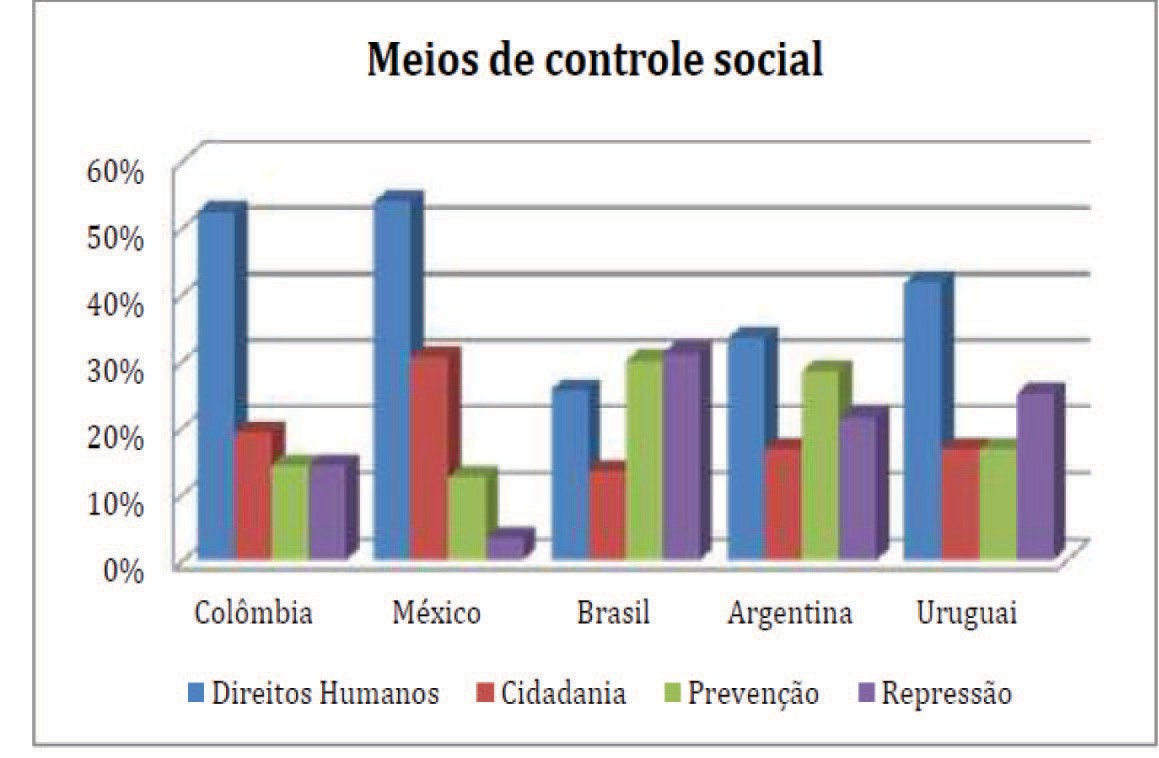 Meios de controle social
60%
50%
40%
30%
20%
10%
0%
Colômbia México Brasil Argentina Uruguai
Direitos Humanos Cidadania Prevenção Repressão